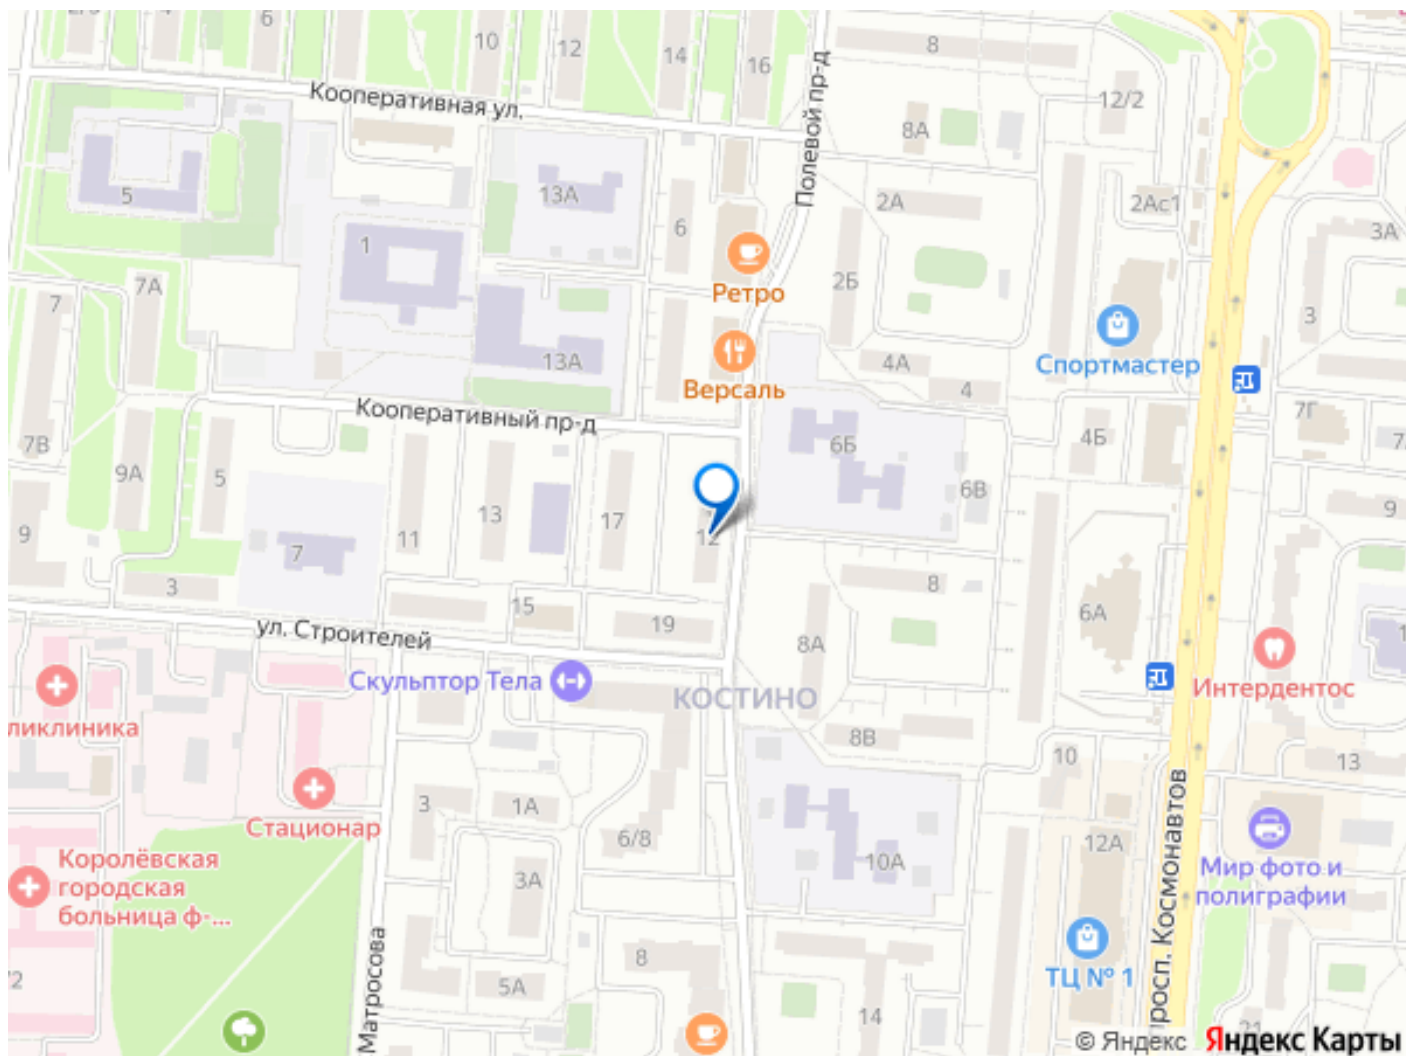 2/6
4
6
10
12
14
16
8
12/2
Кооперативная ул.
Полевой пр-д
8А
5
13А
6
2А
2Ас1
1
3А
7А
7
Ретро
2Б
3
Спортмастер
13А
Версаль
4А
4
Кооперативный пр-д
7Г
7В
9А
5
13
17
6Б
4Б
6В
9
9
11
7
12
3
15
19
8
6А
8А
ул. Строителей
Скульптор Тела
КОСТИНО
Интердентос
ликлиника
8В
10
13
Стационар
3
1А
6/8
12А
10А
Королёвская
городская
больница ф-...
3А
Мир фото и
полиграфии
просп. Космонавтов
Матросова
8
5А
ТЦ № 1
14
21
© Яндекс Яндекс Карты